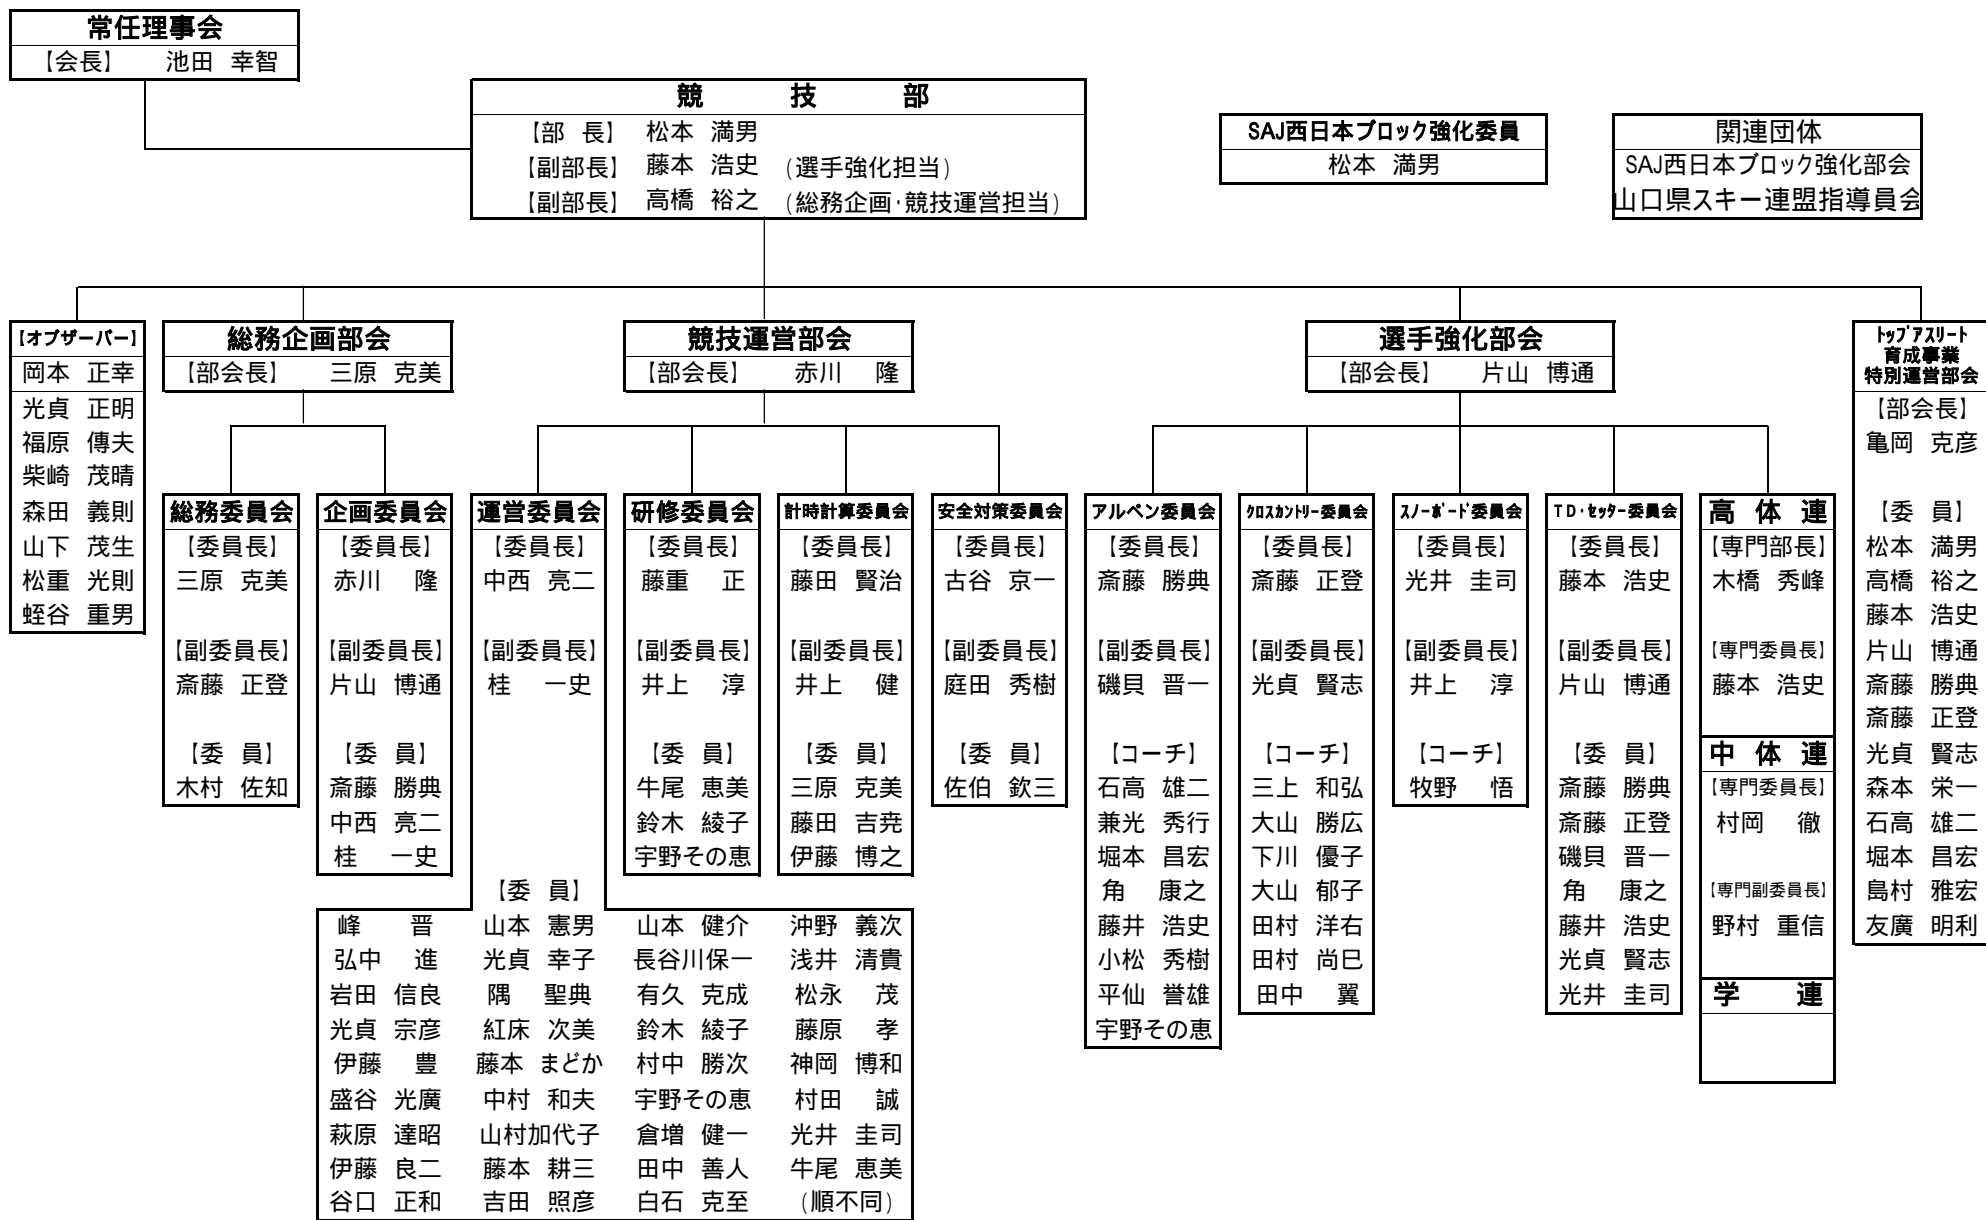 常任理事会
【会長】 池田 幸智
競 技 部
【部 長】 松本 満男
【副部長】 藤本 浩史 (選手強化担当)
【副部長】 高橋 裕之 (総務企画・競技運営担当)
SAJ西日本ブロック強化委員
松本 満男
関連団体
SAJ西日本ブロック強化部会
山口県スキー連盟指導員会
【オブザーバー】
岡本 正幸
光貞 正明
福原 傳夫
柴崎 茂晴
森田 義則
山下 茂生
松重 光則
蛭谷 重男
総務企画部会
【部会長】 三原 克美
総務委員会
【委員長】
三原 克美
【副委員長】
斎藤 正登
【委 員】
木村 佐知
企画委員会
【委員長】
赤川 隆
【副委員長】
片山 博通
【委 員】
斎藤 勝典
中西 亮二
桂 一史
競技運営部会
【部会長】 赤川 隆
運営委員会
【委員長】
中西 亮二
【副委員長】
桂 一史
【委 員】
峰 晋 山本 憲男 山本 健介 沖野 義次
弘中 進 光貞 幸子 長谷川保一 浅井 清貴
岩田 信良 隅 聖典 有久 克成 松永 茂
光貞 宗彦 紅床 次美 鈴木 綾子 藤原 孝
伊藤 豊 藤本 まどか 村中 勝次 神岡 博和
盛谷 光廣 中村 和夫 宇野その恵 村田 誠
萩原 達昭 山村加代子 倉増 健一 光井 圭司
伊藤 良二 藤本 耕三 田中 善人 牛尾 恵美
谷口 正和 吉田 照彦 白石 克至 (順不同)
研修委員会
【委員長】
藤重 正
【副委員長】
井上 淳
【委 員】
牛尾 恵美
鈴木 綾子
宇野その恵
計時計算委員会
【委員長】
藤田 賢治
【副委員長】
井上 健
【委 員】
三原 克美
藤田 吉尭
伊藤 博之
安全対策委員会
【委員長】
古谷 京一
【副委員長】
庭田 秀樹
【委 員】
佐伯 欽三
選手強化部会
【部会長】 片山 博通
アルペン委員会
【委員長】
斎藤 勝典
【副委員長】
磯貝 晋一
【コーチ】
石高 雄二
兼光 秀行
堀本 昌宏
角 康之
藤井 浩史
小松 秀樹
平仙 誉雄
宇野その恵
クロスカントリー委員会
【委員長】
斎藤 正登
【副委員長】
光貞 賢志
【コーチ】
三上 和弘
大山 勝広
下川 優子
大山 郁子
田村 洋右
田村 尚巳
田中 翼
スノーボード委員会
【委員長】
光井 圭司
【副委員長】
井上 淳
【コーチ】
牧野 悟
TD・セッター委員会
【委員長】
藤本 浩史
【副委員長】
片山 博通
【委 員】
斎藤 勝典
斎藤 正登
磯貝 晋一
角 康之
藤井 浩史
光貞 賢志
光井 圭司
高 体 連
【専門部長】
木橋 秀峰
【専門委員長】
藤本 浩史
中 体 連
【専門委員長】
村岡 徹
【専門副委員長】
野村 重信
学 連
トップアスリート
育成事業
特別運営部会
【部会長】
亀岡 克彦
【委 員】
松本 満男
高橋 裕之
藤本 浩史
片山 博通
斎藤 勝典
斎藤 正登
光貞 賢志
森本 栄一
石高 雄二
堀本 昌宏
島村 雅宏
友廣 明利